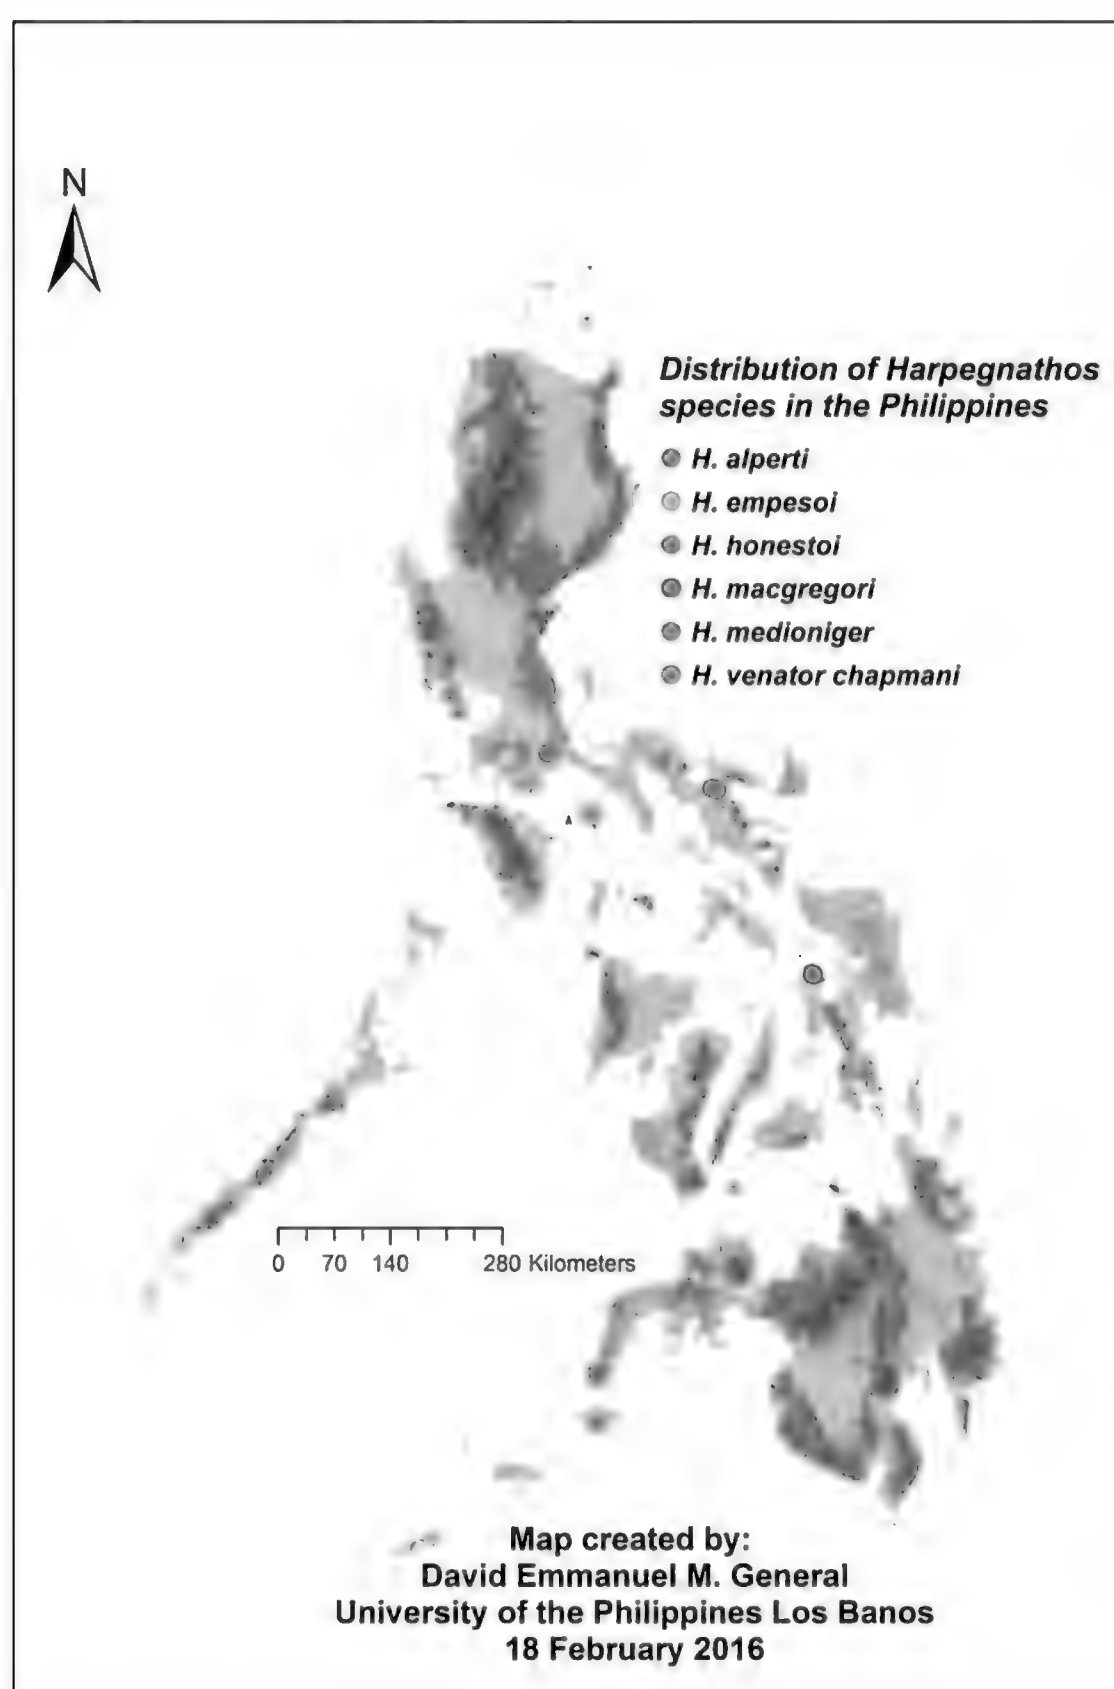 N
Distribution of Harpegnathos
species in the Philippines
H. alperti
H. empesoi
H. honestoi
H. macgregori
H. medioniger
H. venator chapmani
0 70 140 280 Kilometers
Map created by:
David Emmanuel M. General
University of the Philippines Los Banos
18 February 2016